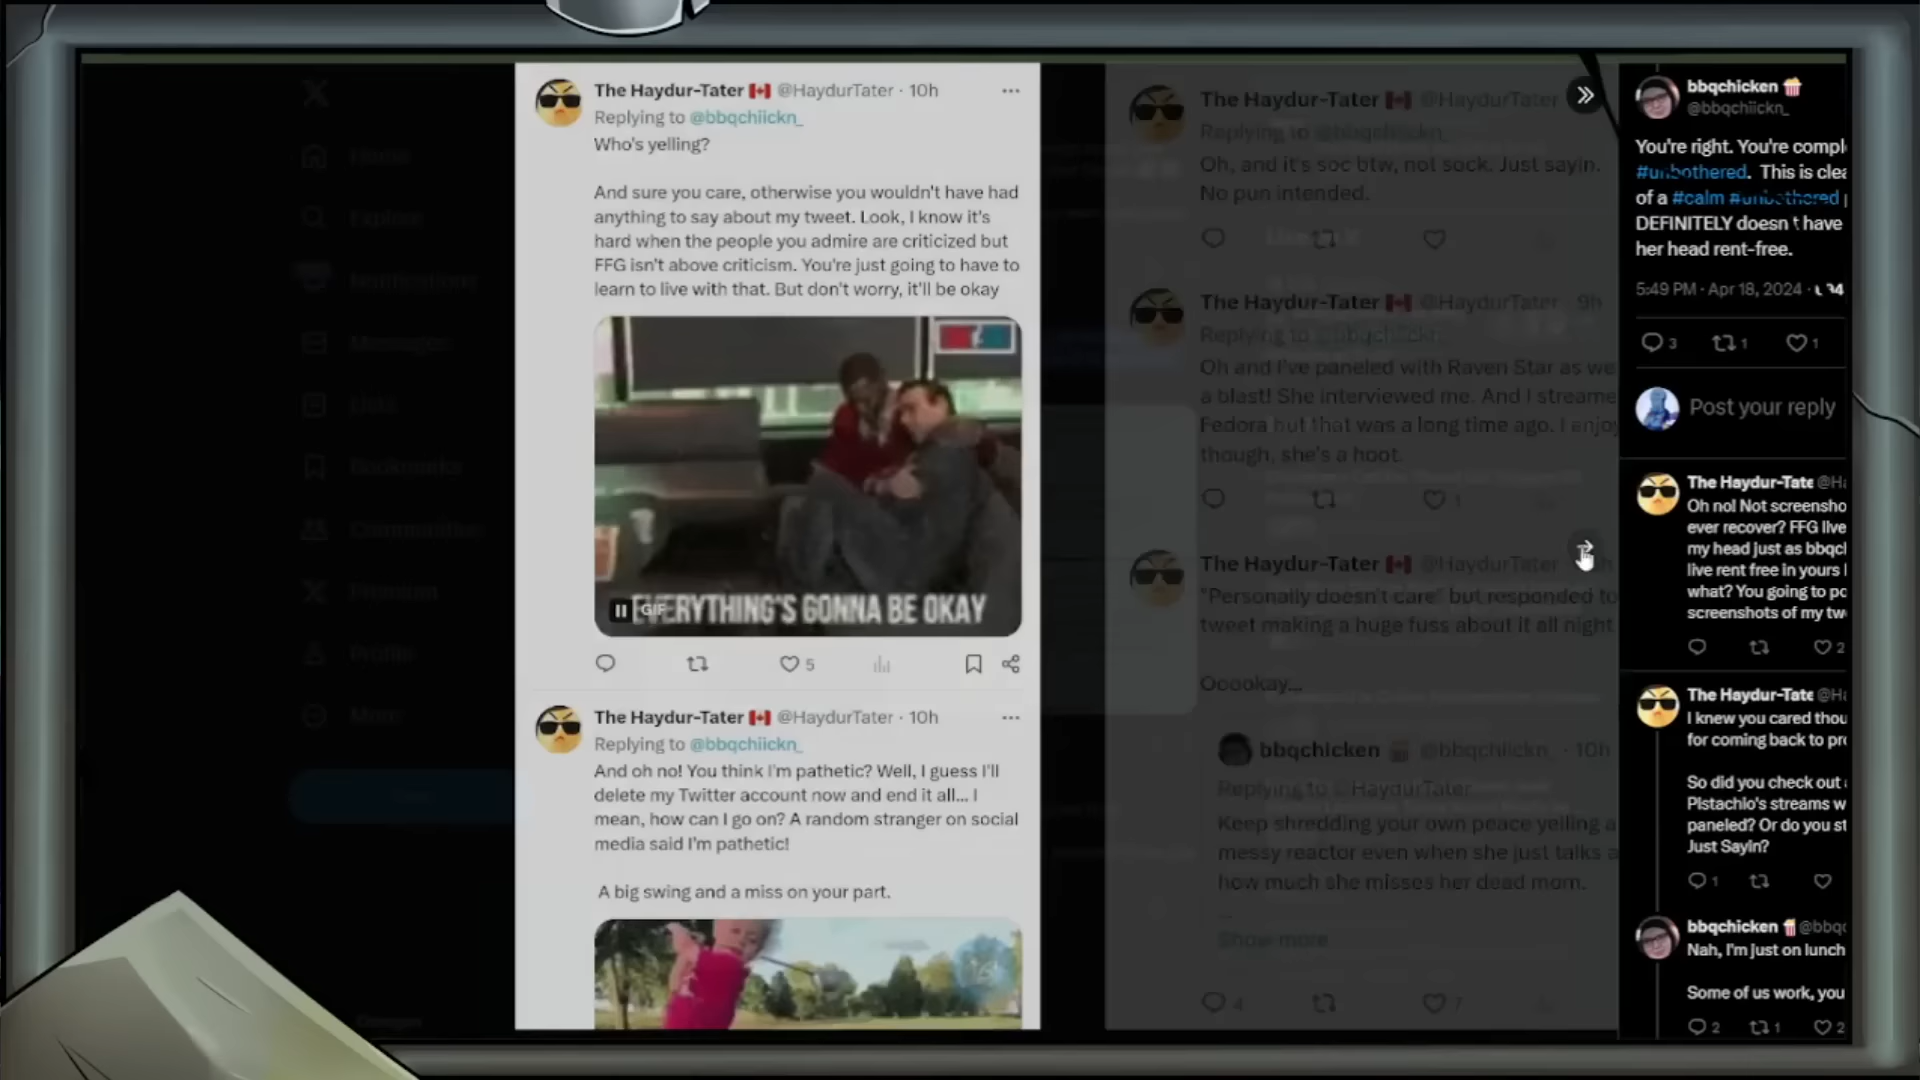 The Haydur-Tater @HaydurTater · 10h
Replying to @bbqchiickn_
Who's yelling?
And sure you care, otherwise you wouldn't have had
anything to say about my tweet. Look, I know it's
hard when the people you admire are criticized but
FFG isn't above criticism. You're just going to have to
learn to live with that. But don't worry, it'll be okay
GIF
EVERYTHING'S GONNA BE OKAY
5
The Haydur-Tater @HaydurTater · 10h
Replying to @bbqchiickn_
And oh no! You think I'm pathetic? Well, I guess I'll
delete my Twitter account now and end it all... I
mean, how can I go on? A random stranger on social
media said I'm pathetic!
A big swing and a miss on your part.
Home
Explore
Notifications
Messages
Lists
Bookmarks
Communities
Premium
Profile
More
The Haydur-Tater @HaydurTater
Replying to @bbqchiickn_
Oh, and it's soc btw, not sock. Just sayin.
No pun intended.
The Haydur-Tater @HaydurTater 9h
Replying to @bbqchiickn_
Oh and I've paneled with Raven Star as we
a blast! She interviewed me. And I streame
Fedora but that was a long time ago. I enjoy
though, she's a hoot.
1
The Haydur-Tater @HaydurTater
"Personally doesn't care" but responded to
tweet making a huge fuss about it all night
Ooookay...
bbqchicken @bbqchiickn_ · 10h
Replying to @HaydurTater
Keep shredding your own peace yelling a
messy reactor even when she just talks a
how much she misses her dead mom.
...
Show more
4 7
bbqchicken
@bbqchiickn_
You're right. You're compl
#unbothered. This is clea
of a #calm #unbothered
DEFINITELY doesn't have
her head rent-free.
5:49 PM · Apr 18, 2024 ·
3 1 1
Post your reply
The Haydur-Tate @Ha
Oh no! Not screensho
ever recover? FFG live
my head just as bbqcl
live rent free in yours
what? You going to po
screenshots of my tw
2
The Haydur-Tate @Ha
I knew you cared thou
for coming back to pr
So did you check out
Pistachio's streams w
paneled? Or do you st
Just Sayin?
1
bbqchicken @bbqc
Nah, I'm just on lunch
Some of us work, you
2 1 2